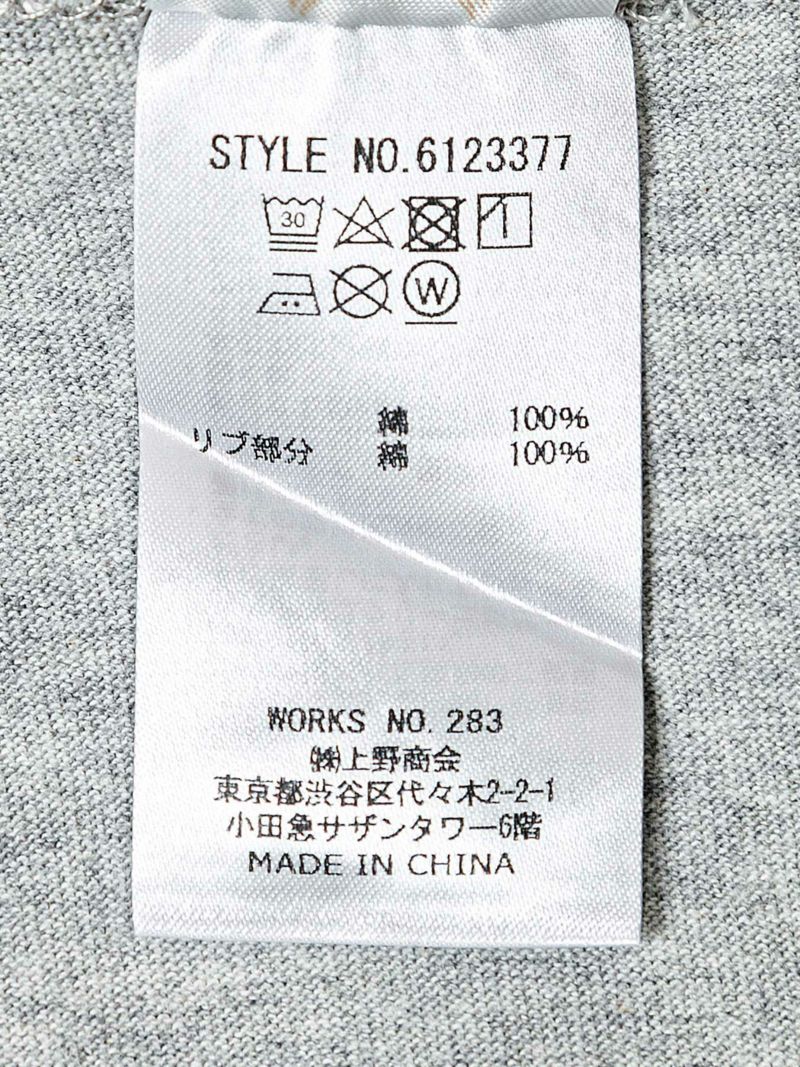 STYLE NO.6123377
30
W
綿 100%
リブ部分 綿 100%
WORKS NO. 283
㈱上野商会
東京都渋谷区代々木2-2-1
小田急サザンタワー6階
MADE IN CHINA